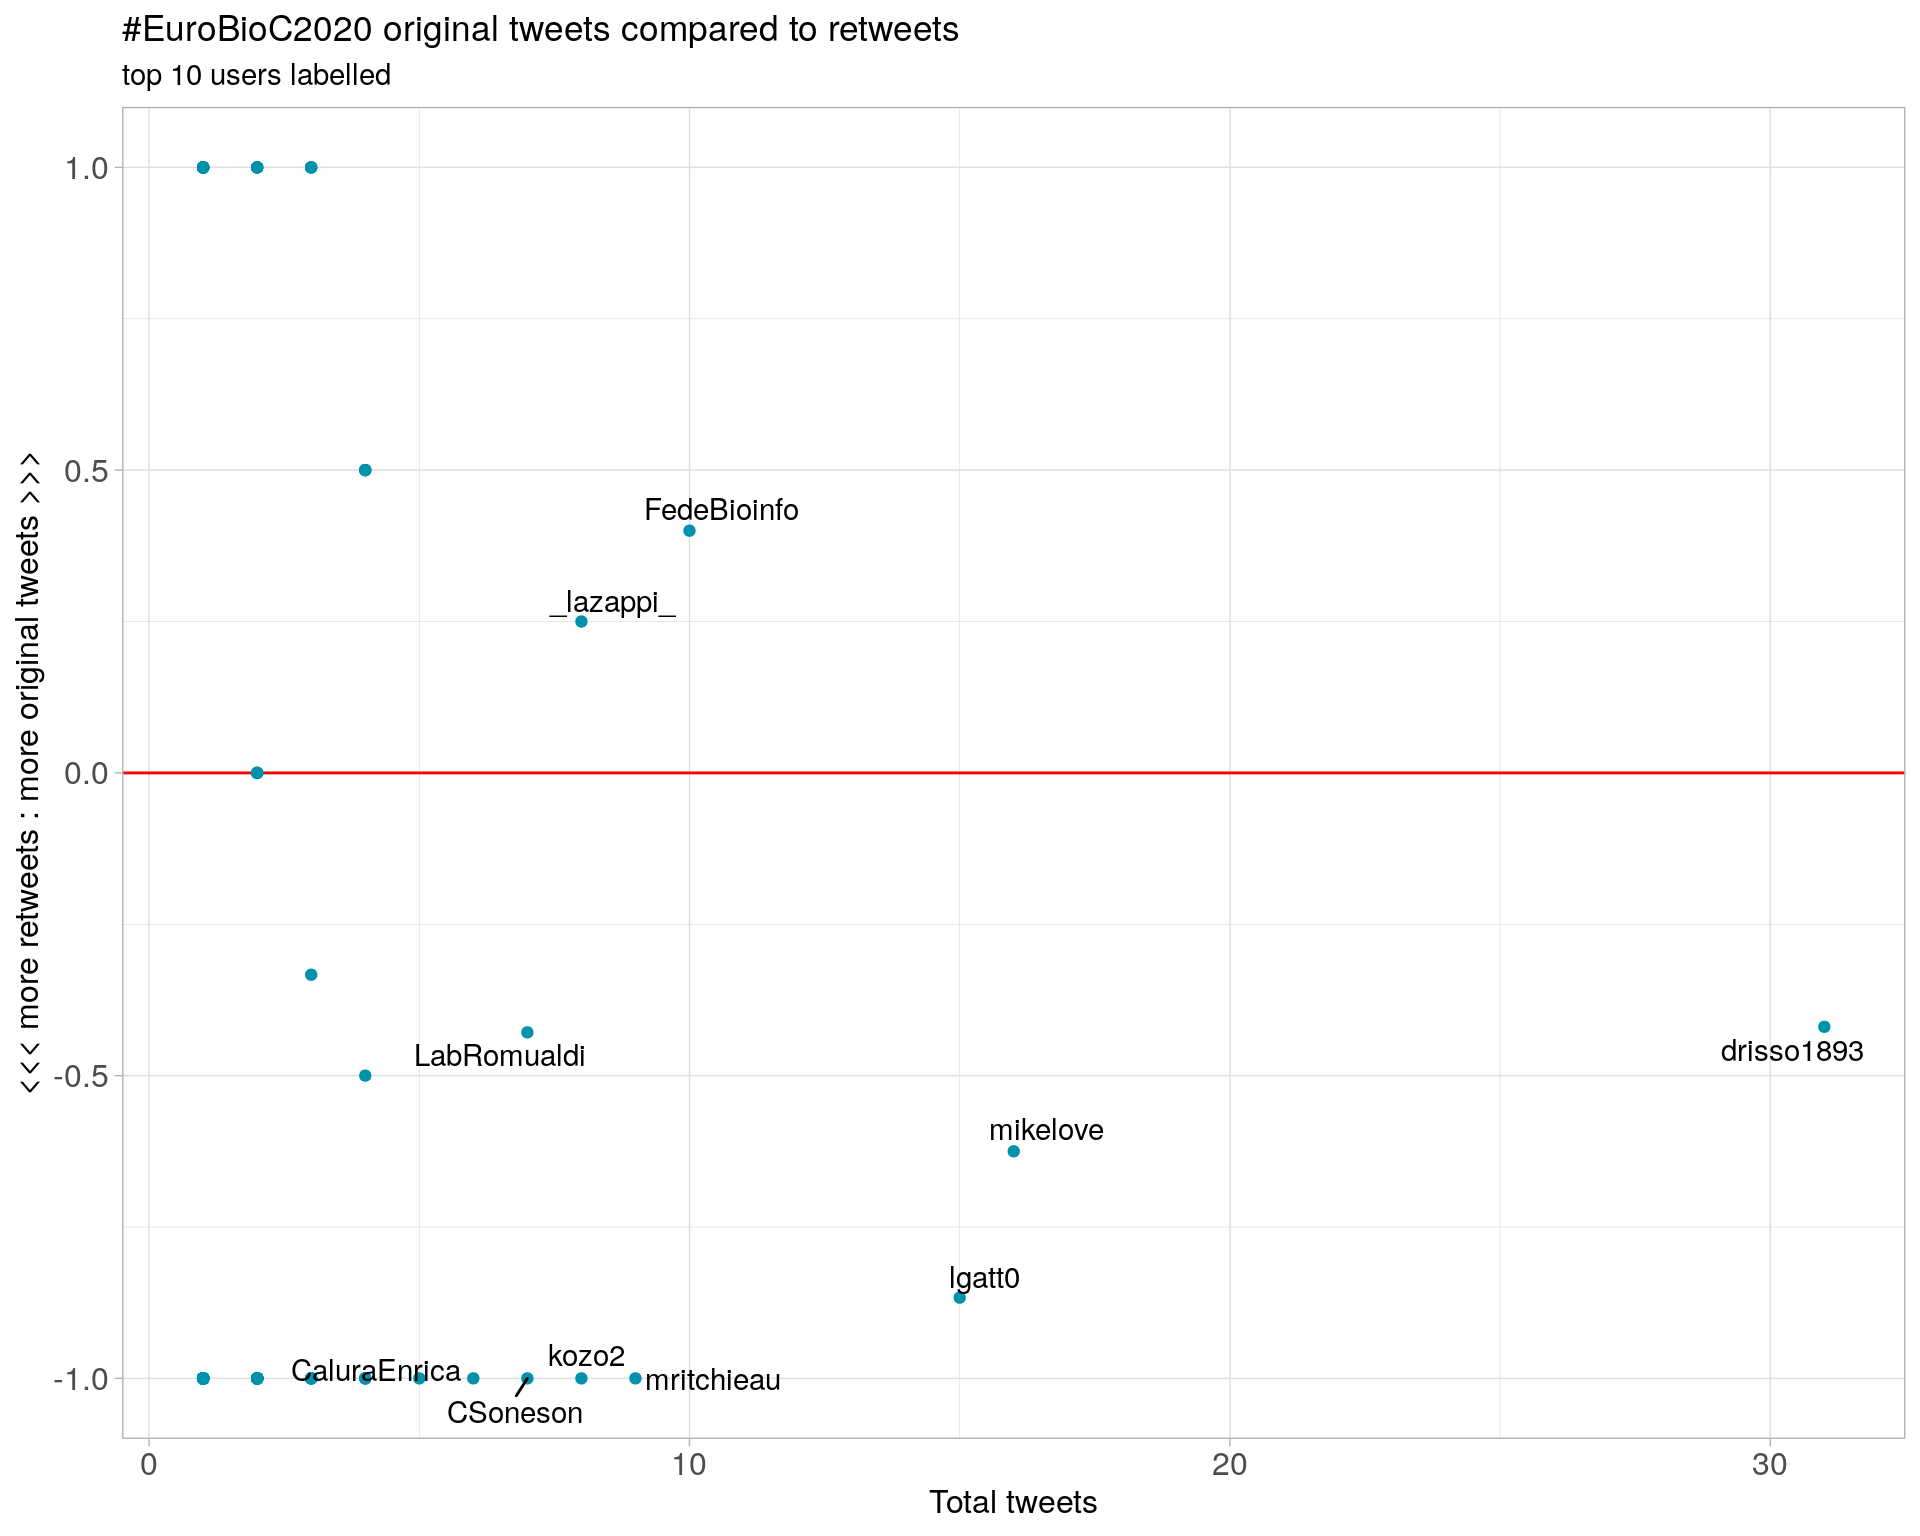 #EuroBioC2020 original tweets compared to retweets
top 10 users labelled
<<< more retweets : more original tweets >>>
1.0
0.5
0.0
-0.5
-1.0
FedeBioinfo
_lazappi_
LabRomualdi
drisso1893
mikelove
lgatt0
kozo2
CaluraEnrica
mritchieau
CSoneson
0
10
20
30
Total tweets